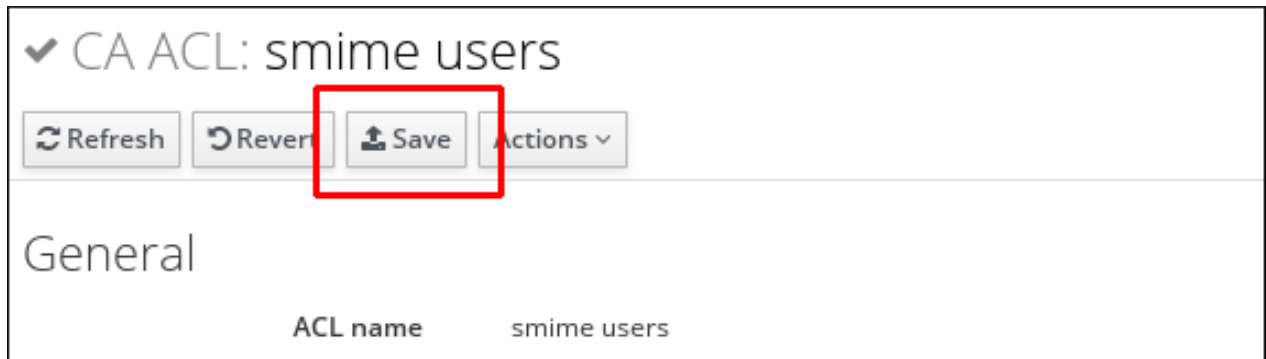 CA ACL: smime users
Refresh Revert Save Actions
General
ACL name smime users